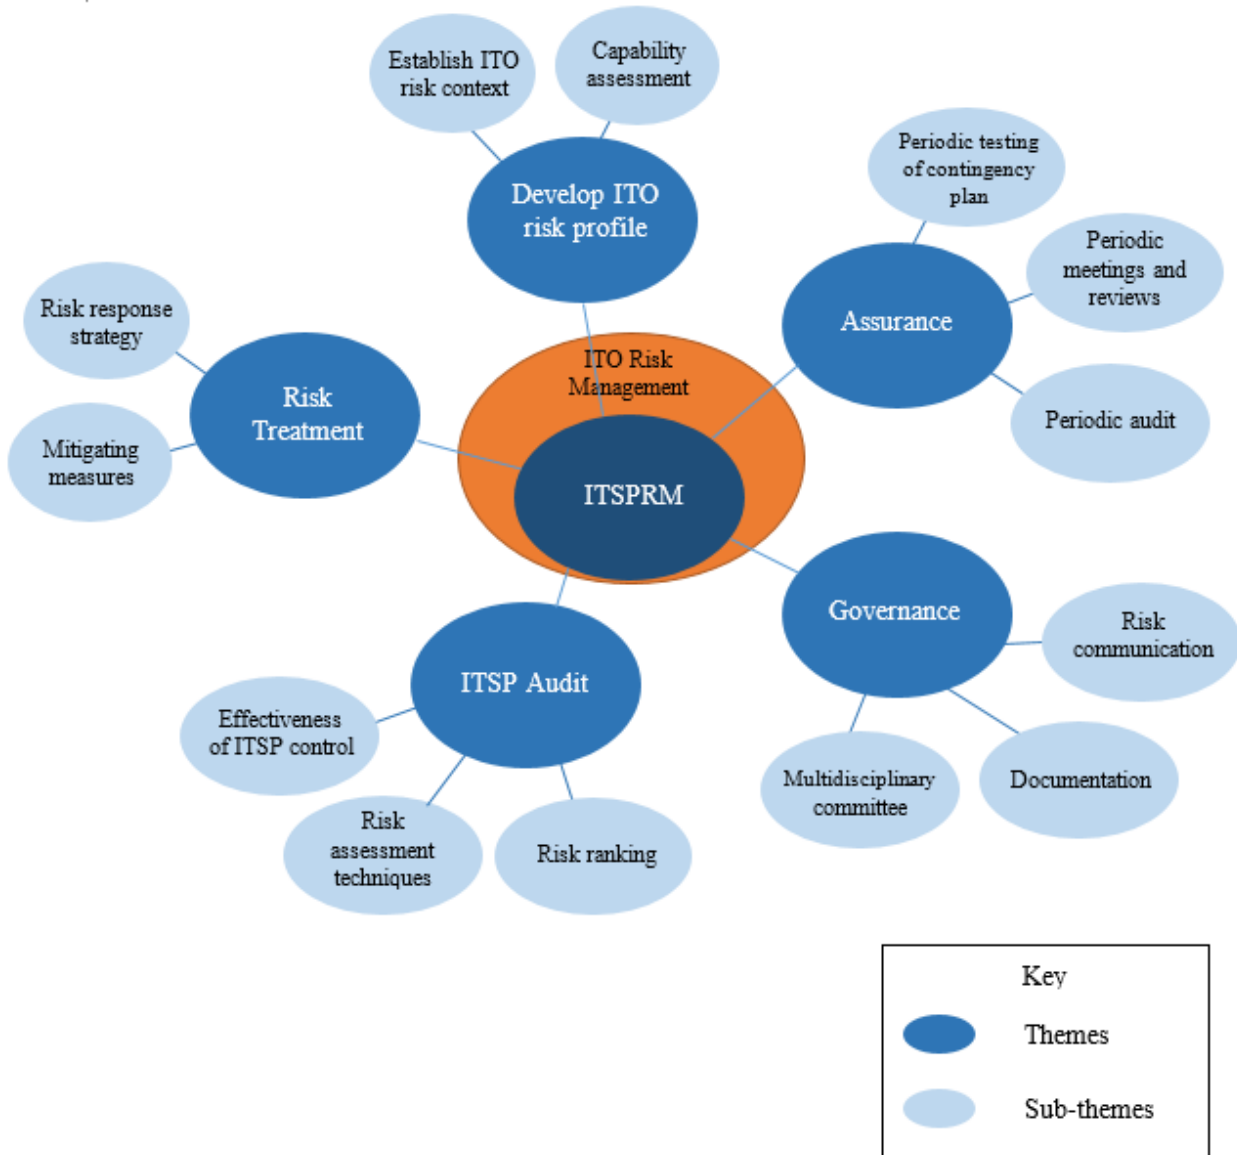 Establish ITO
risk context
Capability
assessment
Develop ITO
risk profile
Periodic testing
of contingency
plan
Periodic
meetings and
reviews
Assurance
Periodic audit
Risk response
strategy
Risk
Treatment
Mitigating
measures
ITO Risk
Management
ITSPRM
Governance
Risk
communication
Documentation
Multidisciplinary
committee
ITSP Audit
Effectiveness
of ITSP control
Risk
assessment
techniques
Risk ranking
Key
Themes
Sub-themes